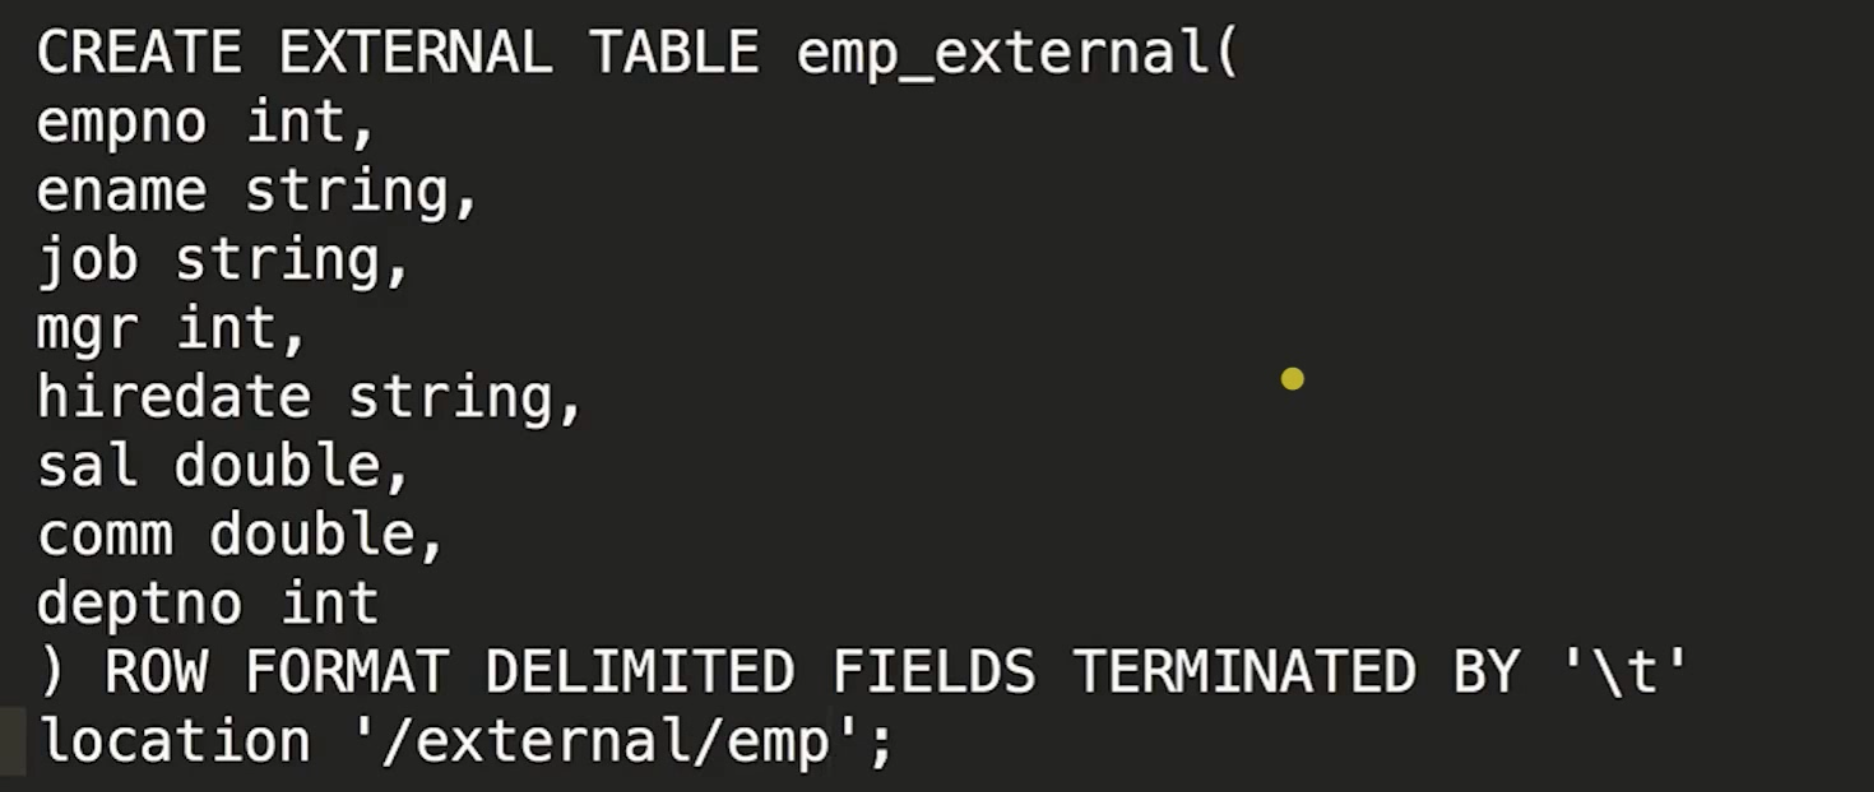 CREATE EXTERNAL TABLE emp_external(
empno int,
ename string,
job string,
mgr int,
hiredate string,
sal double,
comm double,
deptno int
) ROW FORMAT DELIMITED FIELDS TERMINATED BY '\t'
location '/external/emp';